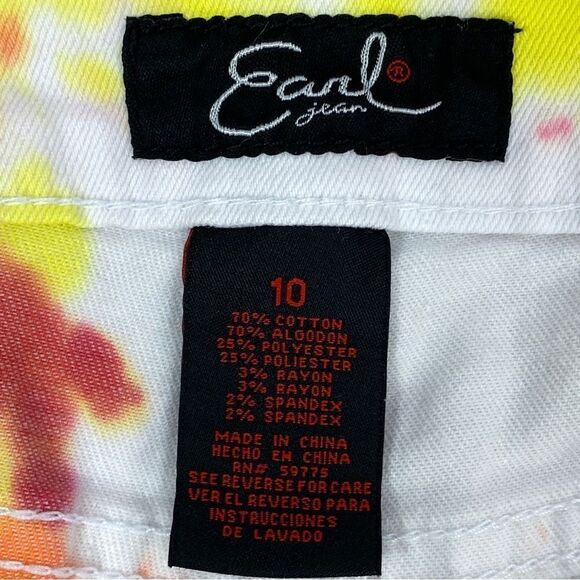 Earl®
jean
10
70% COTTON
70% ALGODON
25% POLYESTER
25% POLIESTER
3% RAYON
3% RAYON
2% SPANDEX
2% SPANDEX
MADE IN CHINA
HECHO EN CHINA
RN# 59775
SEE REVERSE FOR CARE
VER EL REVERSO PARA
INSTRUCCIONES
DE LAVADO